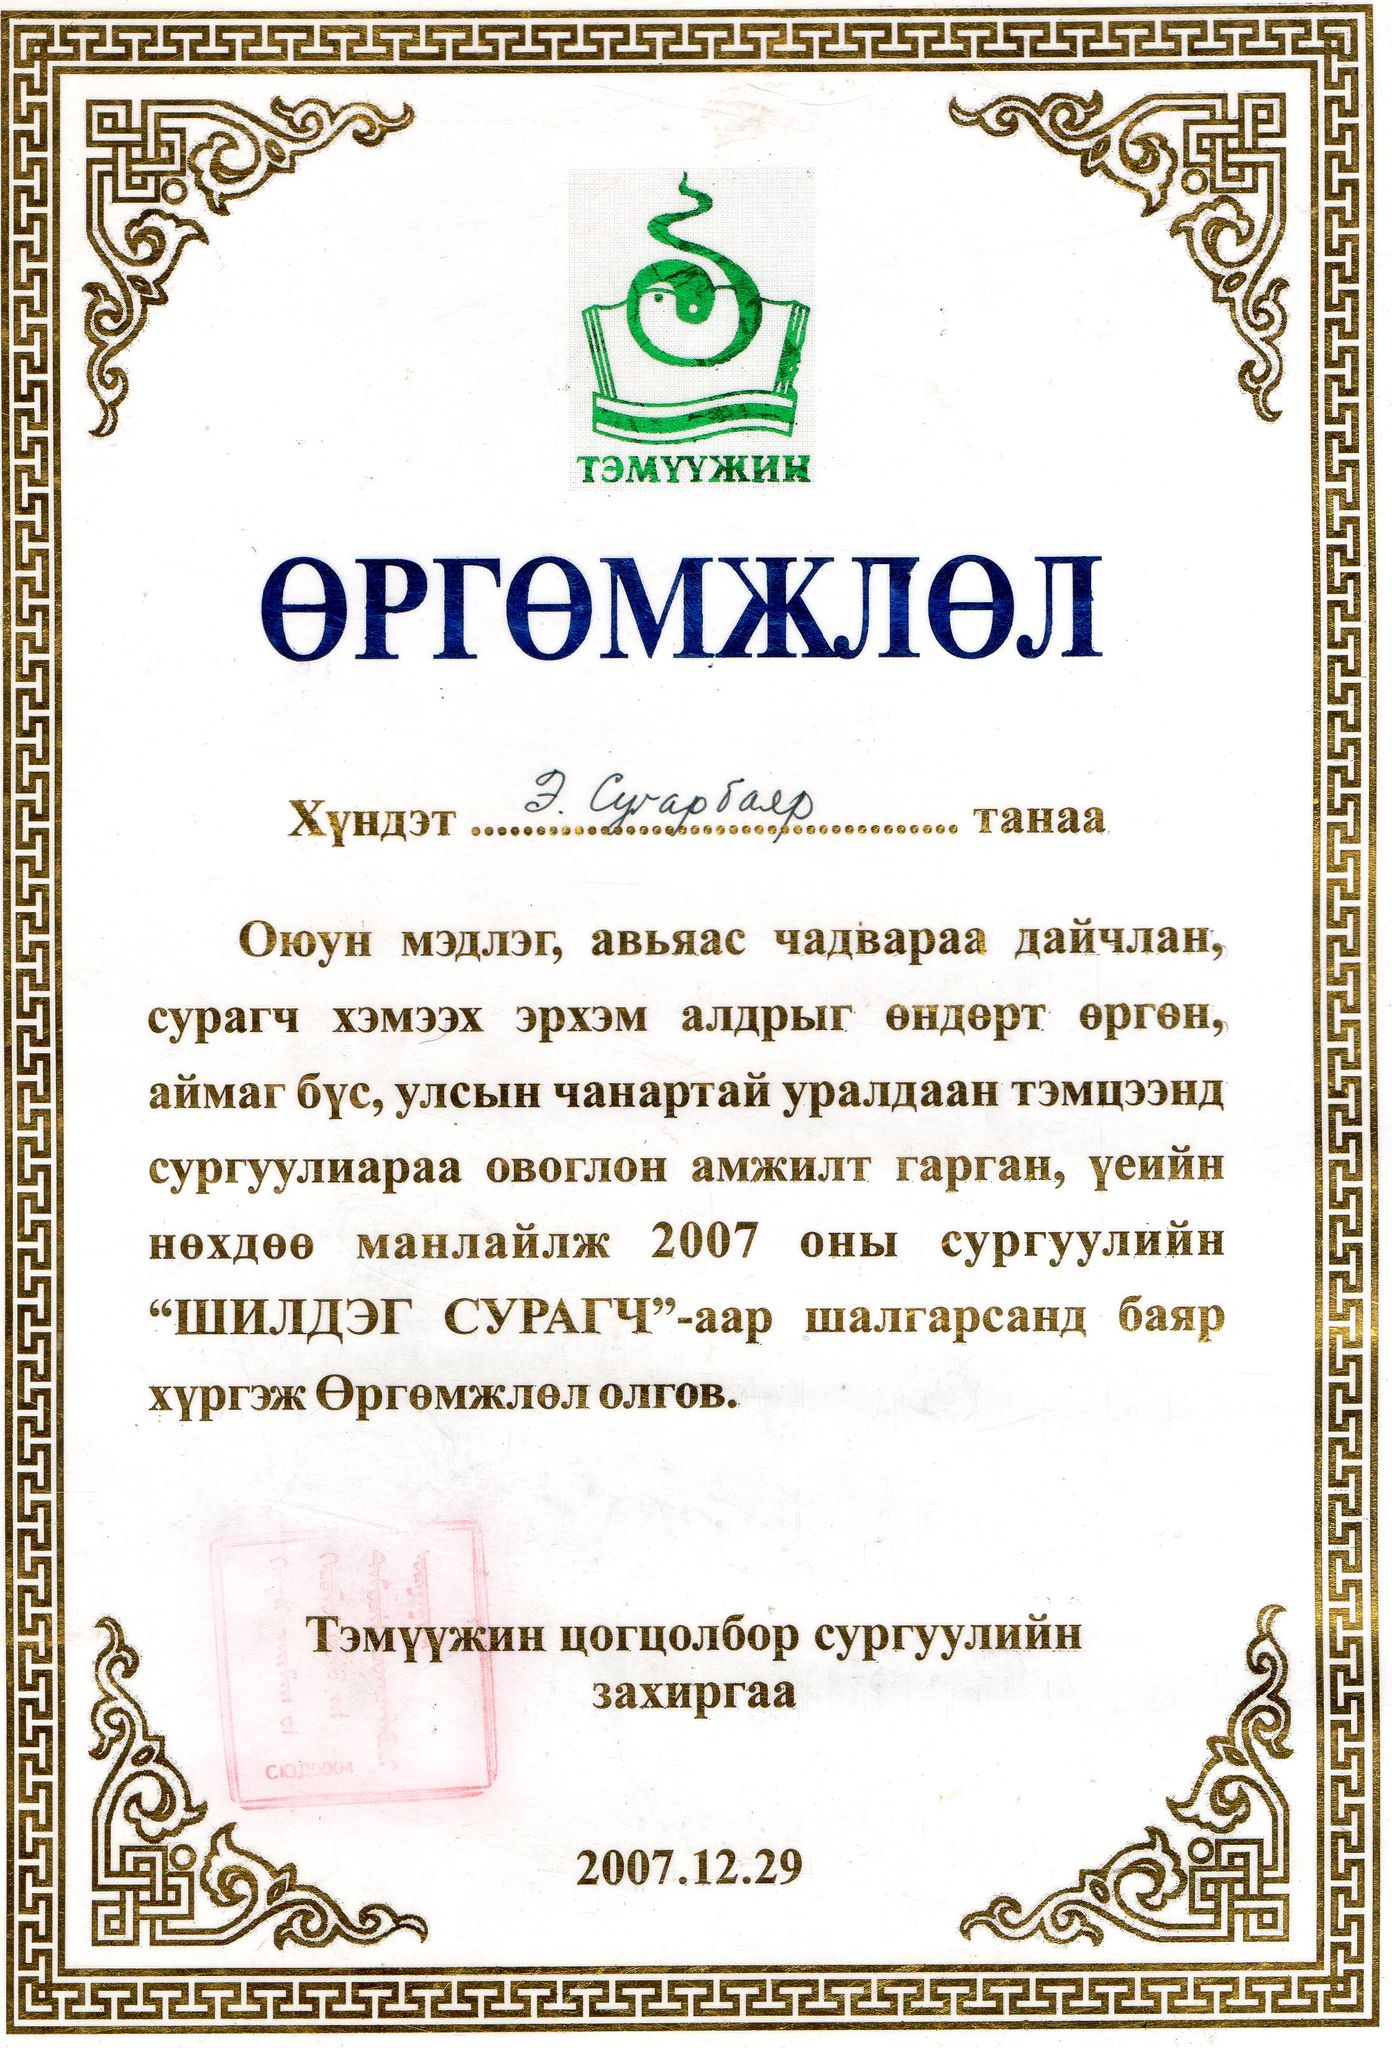 ТЭМҮҮЖИН
ӨРГӨМЖЛӨЛ
Хүндэт Э. Сугарбаяр танаа
Оюун мэдлэг, авьяас чадвараа дайчлан,
сурагч хэмээх эрхэм алдрыг өндөрт өргөн,
аймаг бүс, улсын чанартай уралдаан тэмцээнд
сургуулиараа овоглон амжилт гарган, үеийн
нөхдөө манлайлж 2007 оны сургуулийн
“ШИЛДЭГ СУРАГЧ”-аар шалгарсанд баяр
хүргэж Өргөмжлөл олгов.
Тэмүүжин цогцолбор сургуулийн
захиргаа
СЮД0004
2007.12.29